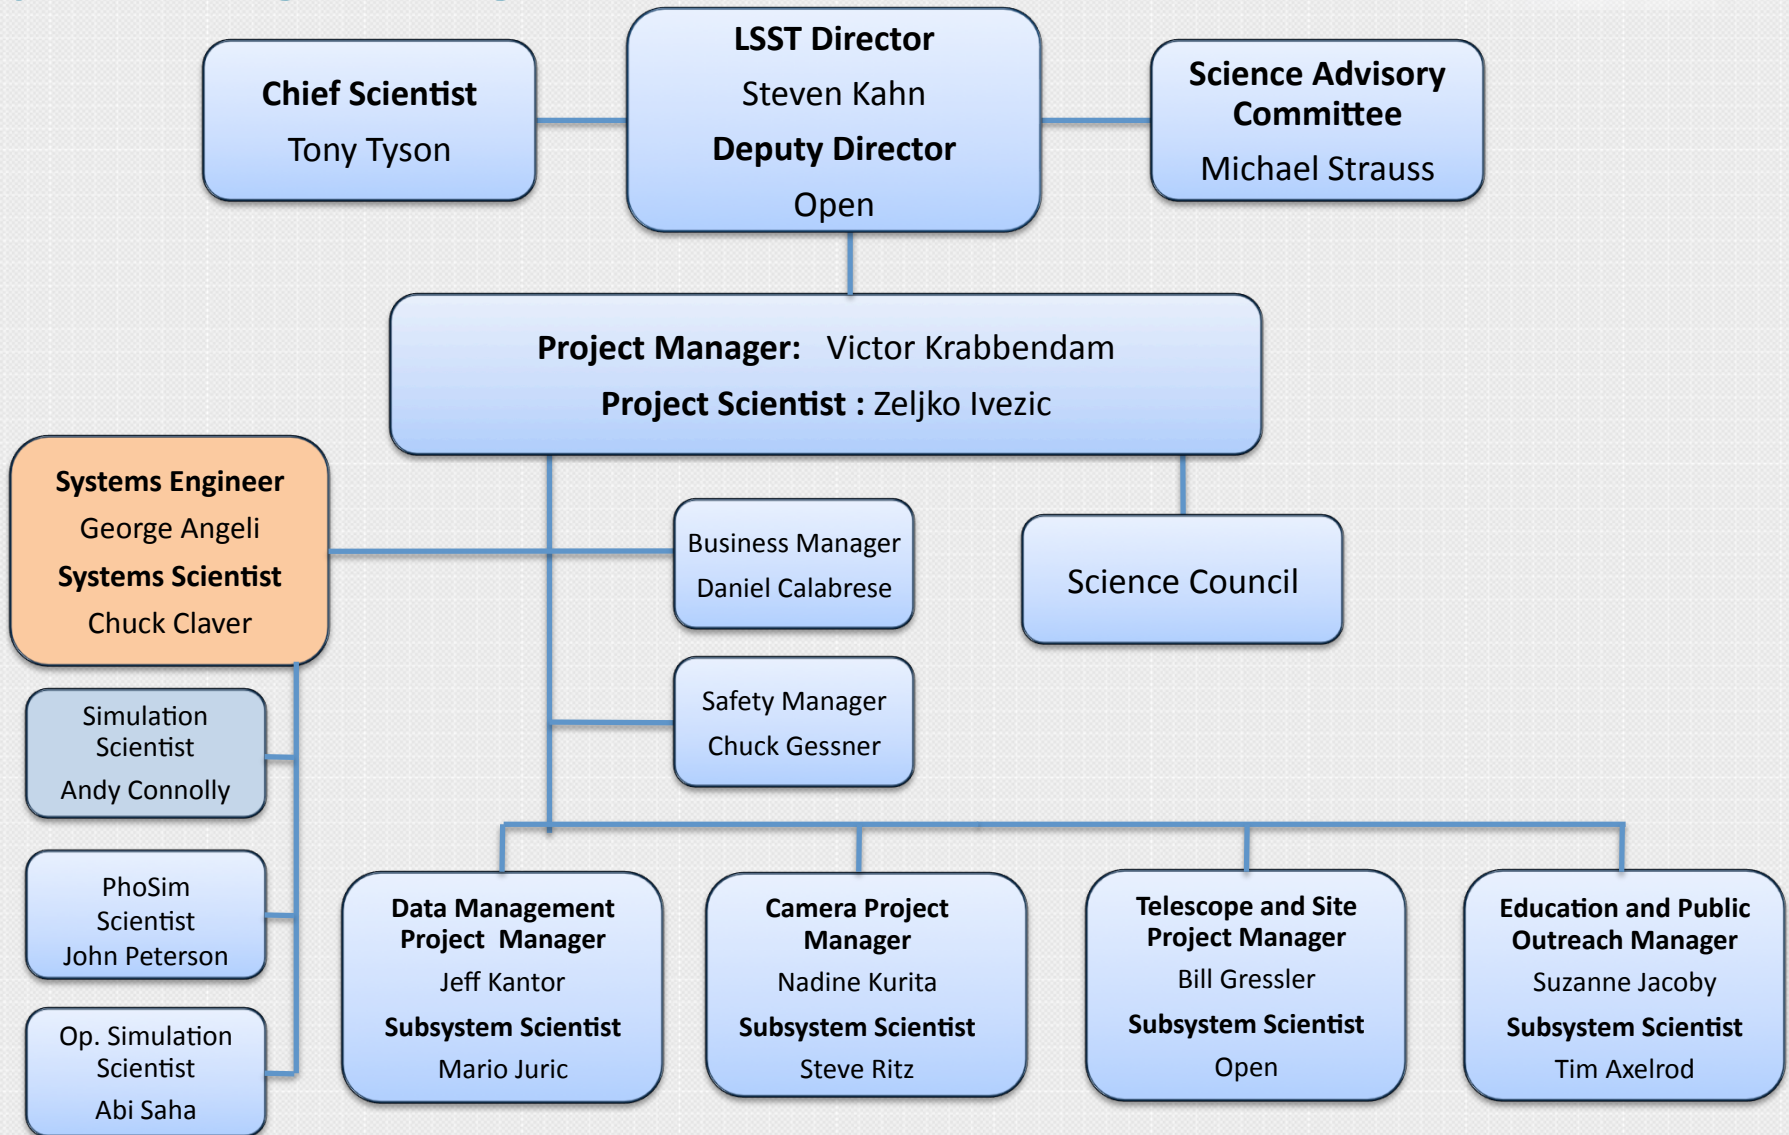 LSST Director
Steven Kahn
Deputy Director
Open
Chief Scientist
Tony Tyson
Science Advisory
Committee
Michael Strauss
Project Manager: Victor Krabbendam
Project Scientist : Zeljko Ivezic
Systems Engineer
George Angeli
Systems Scientist
Chuck Claver
Business Manager
Daniel Calabrese
Science Council
Safety Manager
Chuck Gessner
Simulation
Scientist
Andy Connolly
PhoSim
Scientist
John Peterson
Op. Simulation
Scientist
Abi Saha
Data Management
Project Manager
Jeff Kantor
Subsystem Scientist
Mario Juric
Camera Project
Manager
Nadine Kurita
Subsystem Scientist
Steve Ritz
Telescope and Site
Project Manager
Bill Gressler
Subsystem Scientist
Open
Education and Public
Outreach Manager
Suzanne Jacoby
Subsystem Scientist
Tim Axelrod